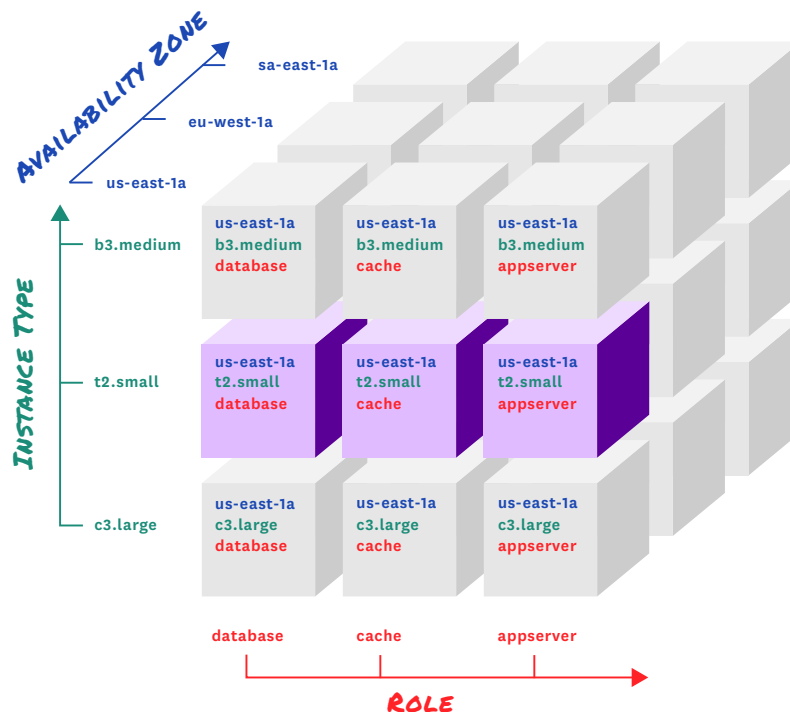 AVAILABILITY ZONE
sa-east-1a
eu-west-1a
us-east-1a
INSTANCE TYPE
b3.medium
t2.small
c3.large
us-east-1a
b3.medium
database
us-east-1a
b3.medium
cache
us-east-1a
b3.medium
appserver
us-east-1a
t2.small
database
us-east-1a
t2.small
cache
us-east-1a
t2.small
appserver
us-east-1a
c3.large
database
us-east-1a
c3.large
cache
us-east-1a
c3.large
appserver
database
cache
appserver
ROLE